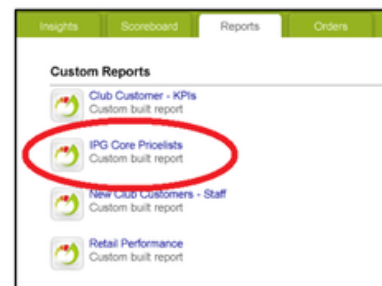 Insights Scoreboard Reports Orders
Custom Reports
Club Customer - KPIs
Custom built report
IPG Core Pricelists
Custom built report
New Club Customers - Staff
Custom built report
Retail Performance
Custom built report